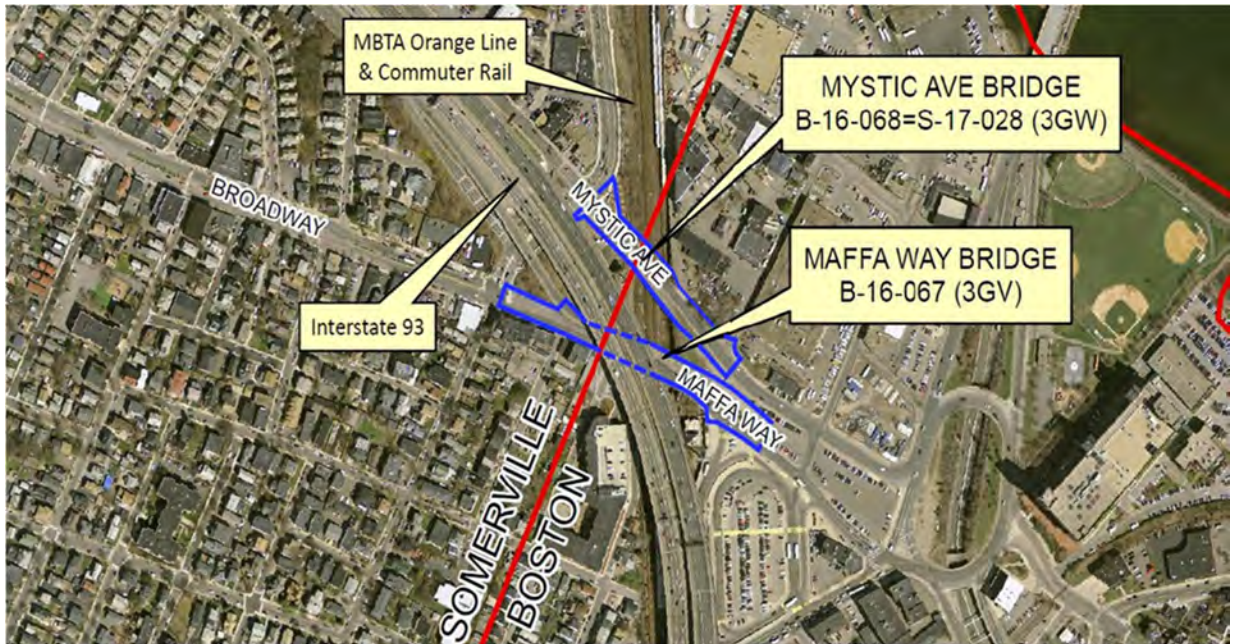 MBTA Orange Line
& Commuter Rail
MYSTIC AVE BRIDGE
B-16-068=S-17-028 (3GW)
BROADWAY
MYSTIC AVE
MAFFA WAY BRIDGE
B-16-067 (3GV)
Interstate 93
MAFFA WAY
SOMERVILLE
BOSTON